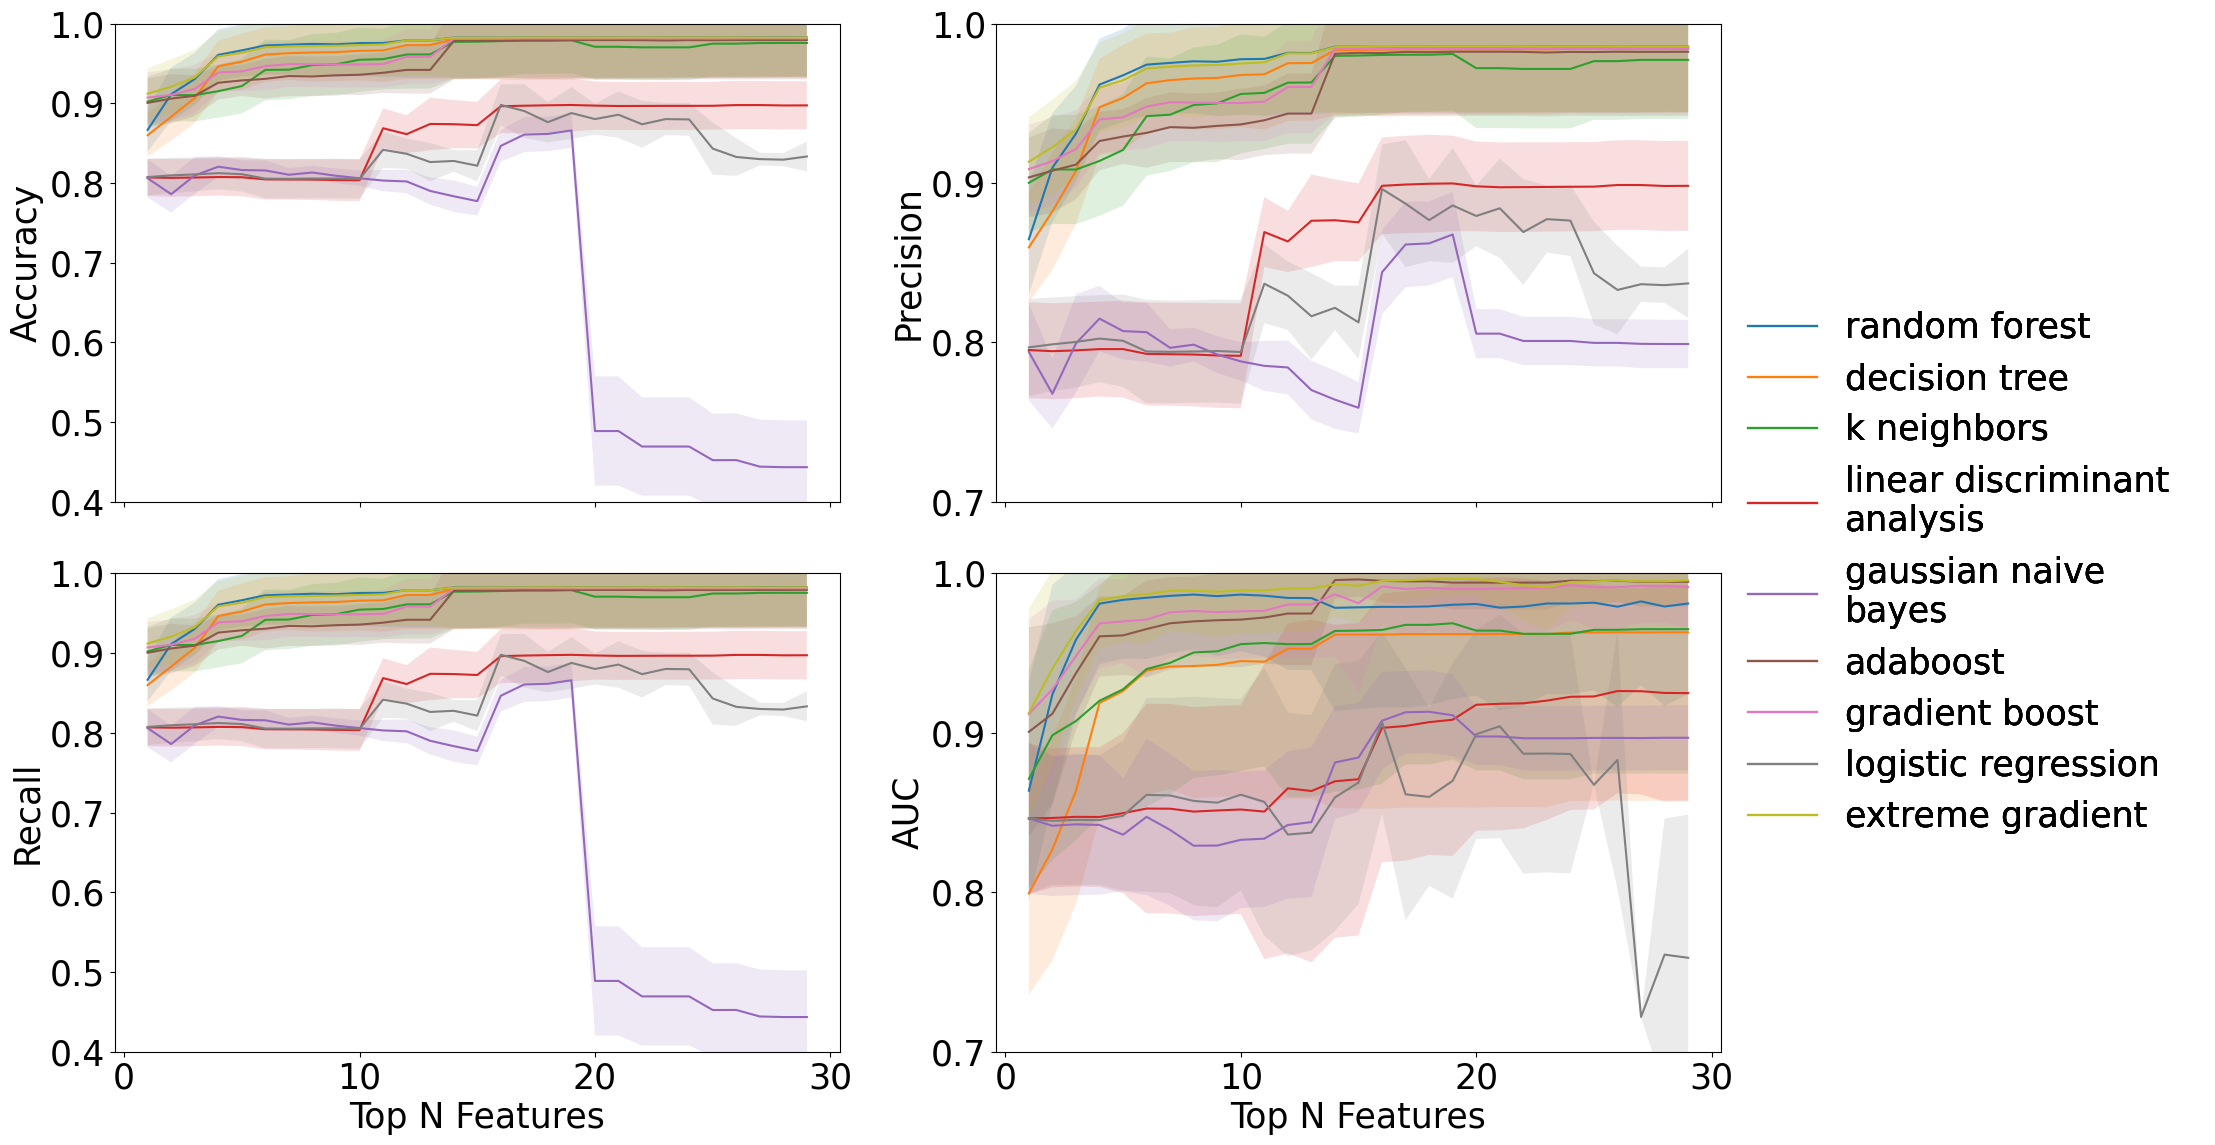 1.0
0.9
0.8
0.7
0.6
0.5
0.4
Accuracy
1.0
0.9
0.8
0.7
Precision
1.0
0.9
0.8
0.7
0.6
0.5
0.4
Recall
0
10
20
30
Top N Features
1.0
0.9
0.8
0.7
AUC
0
10
20
30
Top N Features
random forest
decision tree
k neighbors
linear discriminant
analysis
gaussian naive
bayes
adaboost
gradient boost
logistic regression
extreme gradient